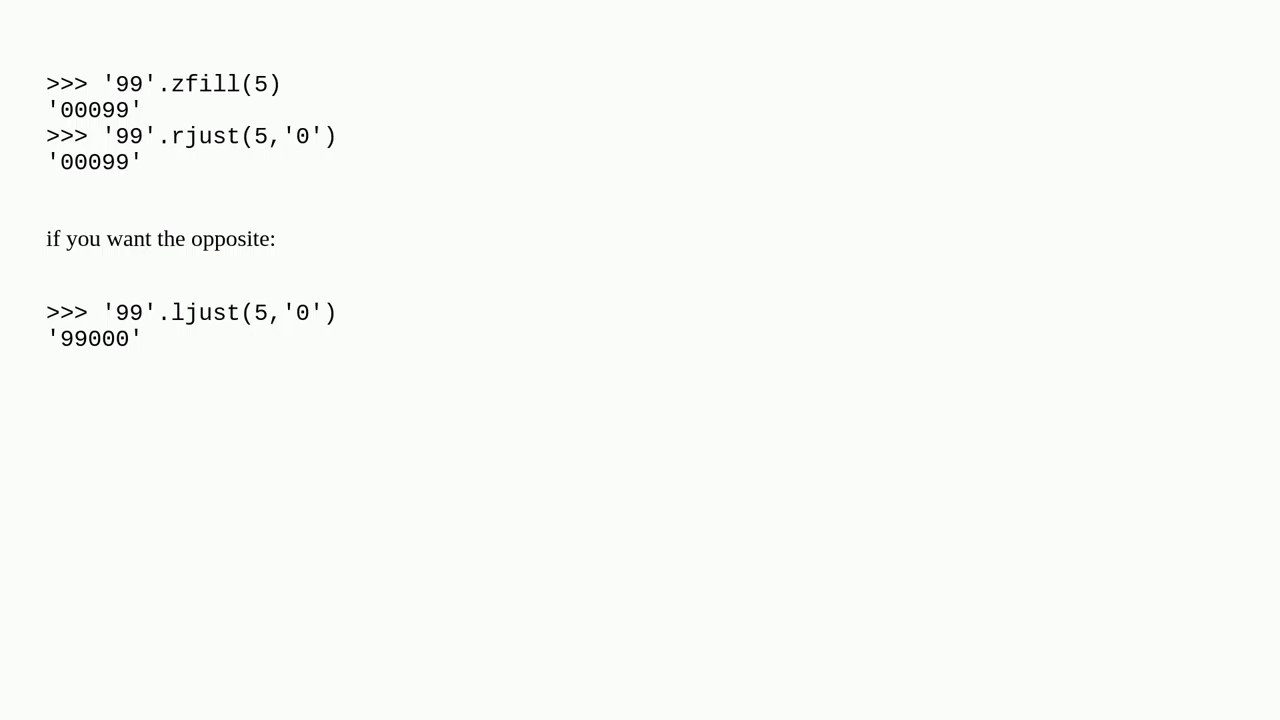 >>> '99'.zfill(5)
'00099'
>>> '99'.rjust(5,'0')
'00099'
if you want the opposite:
>>> '99'.ljust(5,'0')
'99000'